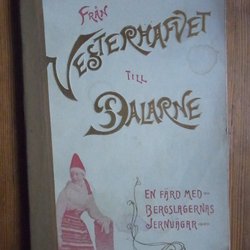 FRÅN
VESTERHAFVET
TILL
DALARNE
EN FÄRD MED
BERGSLAGERNAS
JERNVÄGAR